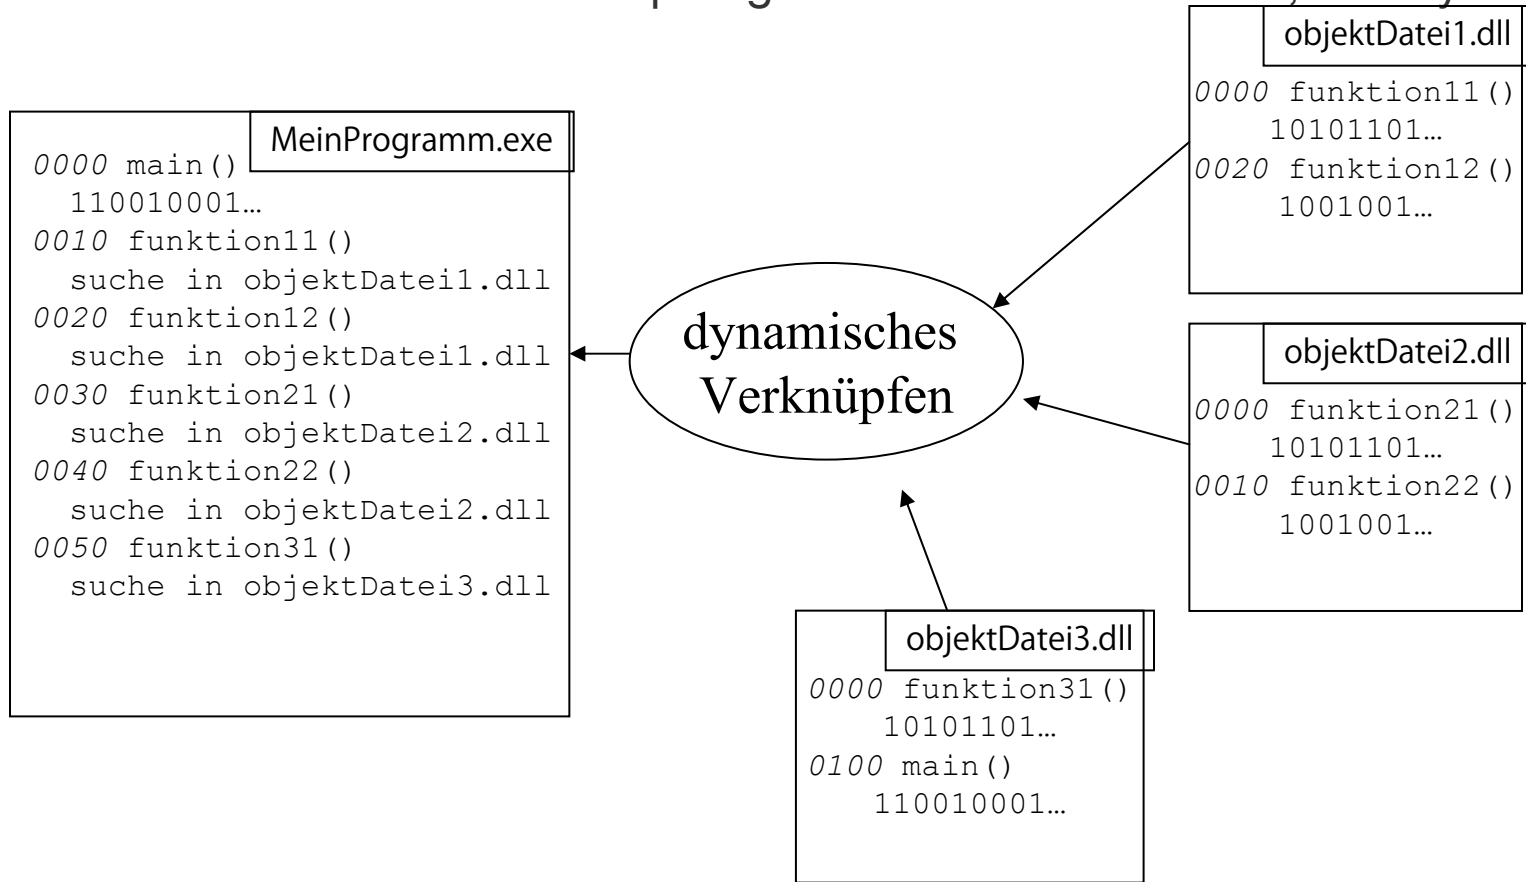 MeinProgramm.exe
0000 main()
110010001…
0010 funktion11()
suche in objektDatei1.dll
0020 funktion12()
suche in objektDatei1.dll
0030 funktion21()
suche in objektDatei2.dll
0040 funktion22()
suche in objektDatei2.dll
0050 funktion31()
suche in objektDatei3.dll
dynamisches
Verknüpfen
objektDatei1.dll
0000 funktion11()
10101101…
0020 funktion12()
1001001…
objektDatei2.dll
0000 funktion21()
10101101…
0010 funktion22()
1001001…
objektDatei3.dll
0000 funktion31()
10101101…
0100 main()
110010001…